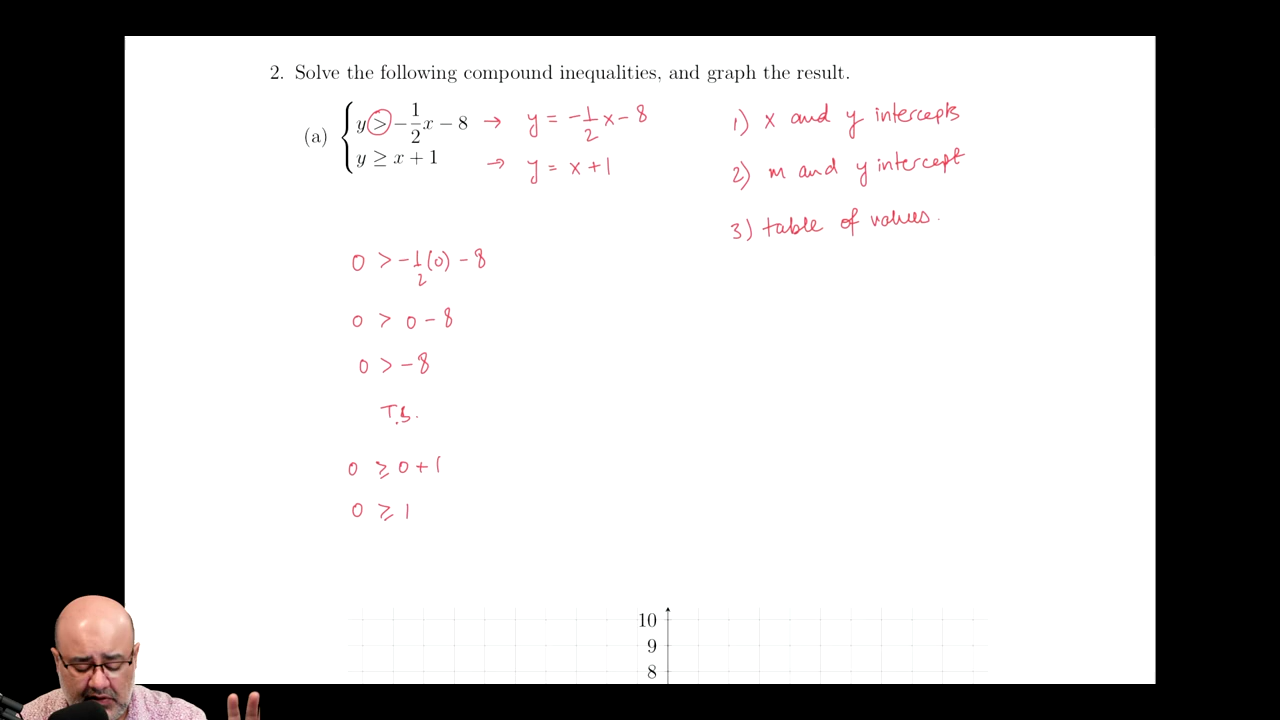 2. Solve the following compound inequalities, and graph the result.
(a) { y > -1/2 x - 8 → y = -1/2 x - 8
y ≥ x + 1 → y = x + 1
1) x and y intercepts
2) m and y intercept
3) table of values.
0 > -1/2 (0) - 8
0 > 0 - 8
0 > -8
T.S.
0 ≥ 0 + 1
0 ≥ 1
10
9
8